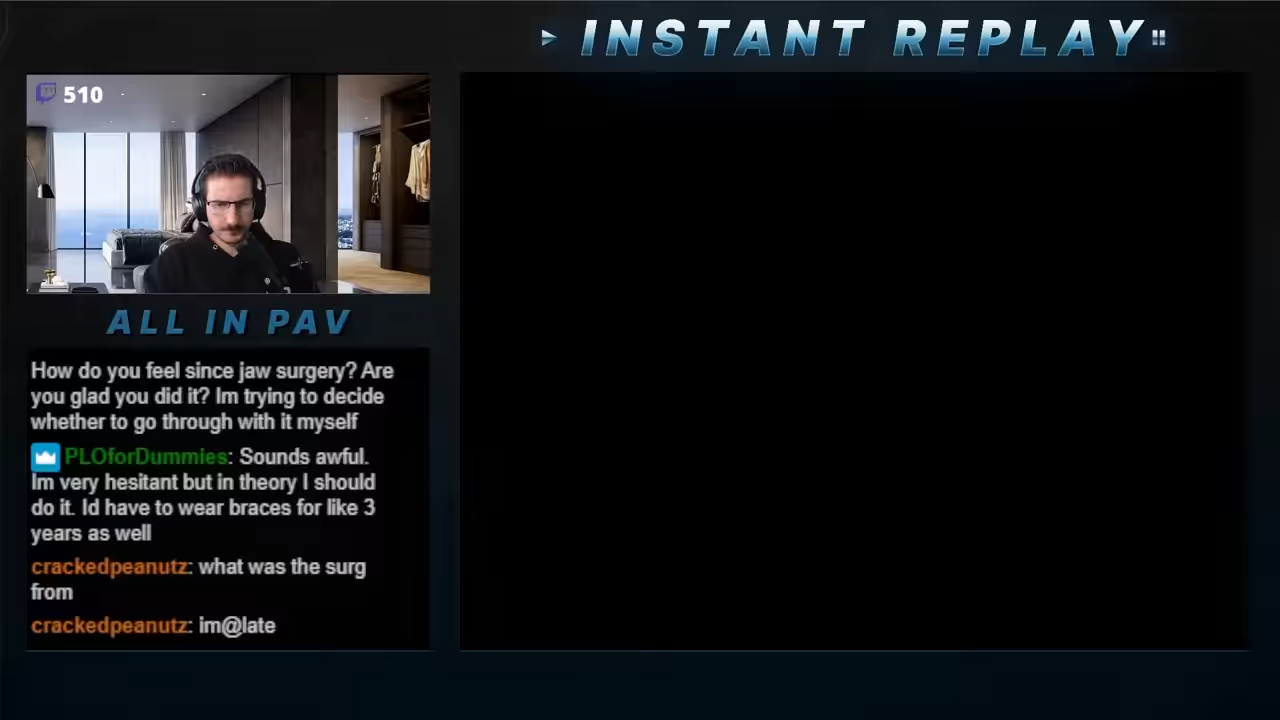 INSTANT REPLAY
510
ALL IN PAV
How do you feel since jaw surgery? Are
you glad you did it? Im trying to decide
whether to go through with it myself
PLOforDummies: Sounds awful.
Im very hesitant but in theory I should
do it. Id have to wear braces for like 3
years as well
crackedpeanutz: what was the surg
from
crackedpeanutz: im@late